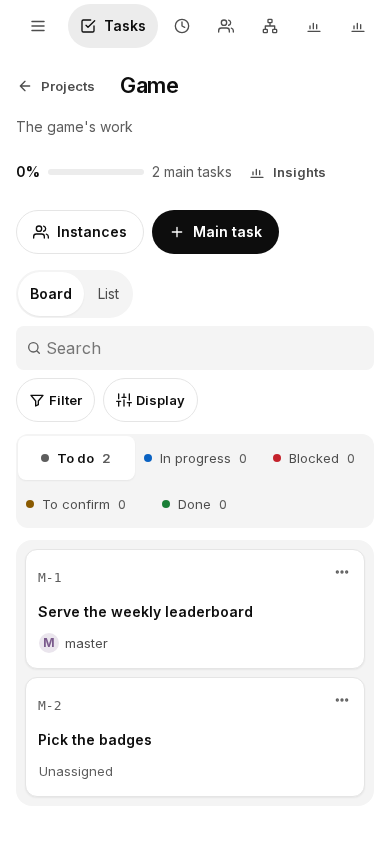 Tasks
Projects
Game
The game's work
0% 2 main tasks Insights
Instances Main task
Board List
Search
Filter Display
To do 2 In progress 0 Blocked 0
To confirm 0 Done 0
M-1
Serve the weekly leaderboard
M master
M-2
Pick the badges
Unassigned